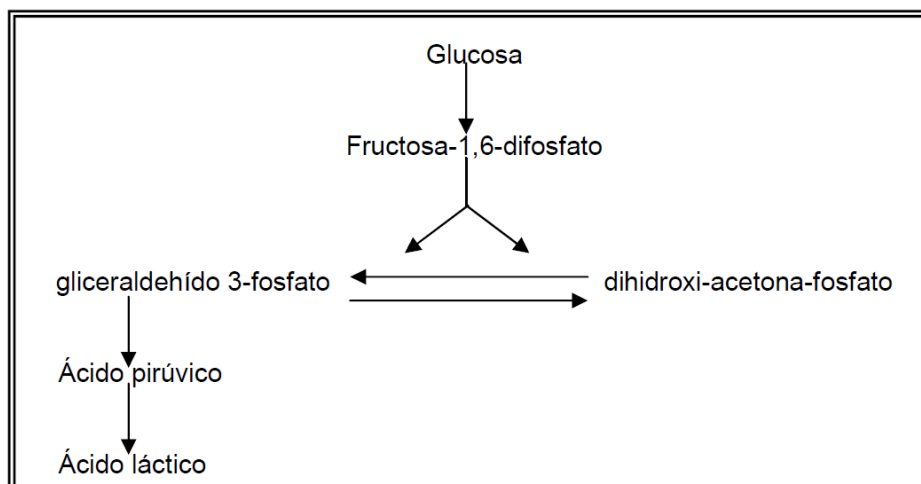 Glucosa
Fructosa-1,6-difosfato
gliceraldehído 3-fosfato
dihidroxi-acetona-fosfato
Ácido pirúvico
Ácido láctico